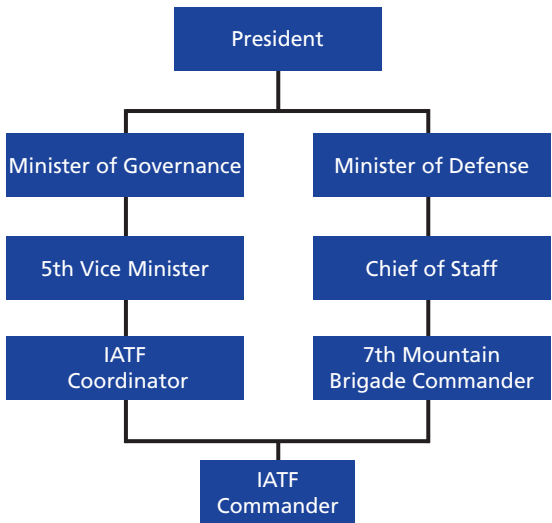 President
Minister of Governance
Minister of Defense
5th Vice Minister
Chief of Staff
IATF
Coordinator
7th Mountain
Brigade Commander
IATF
Commander